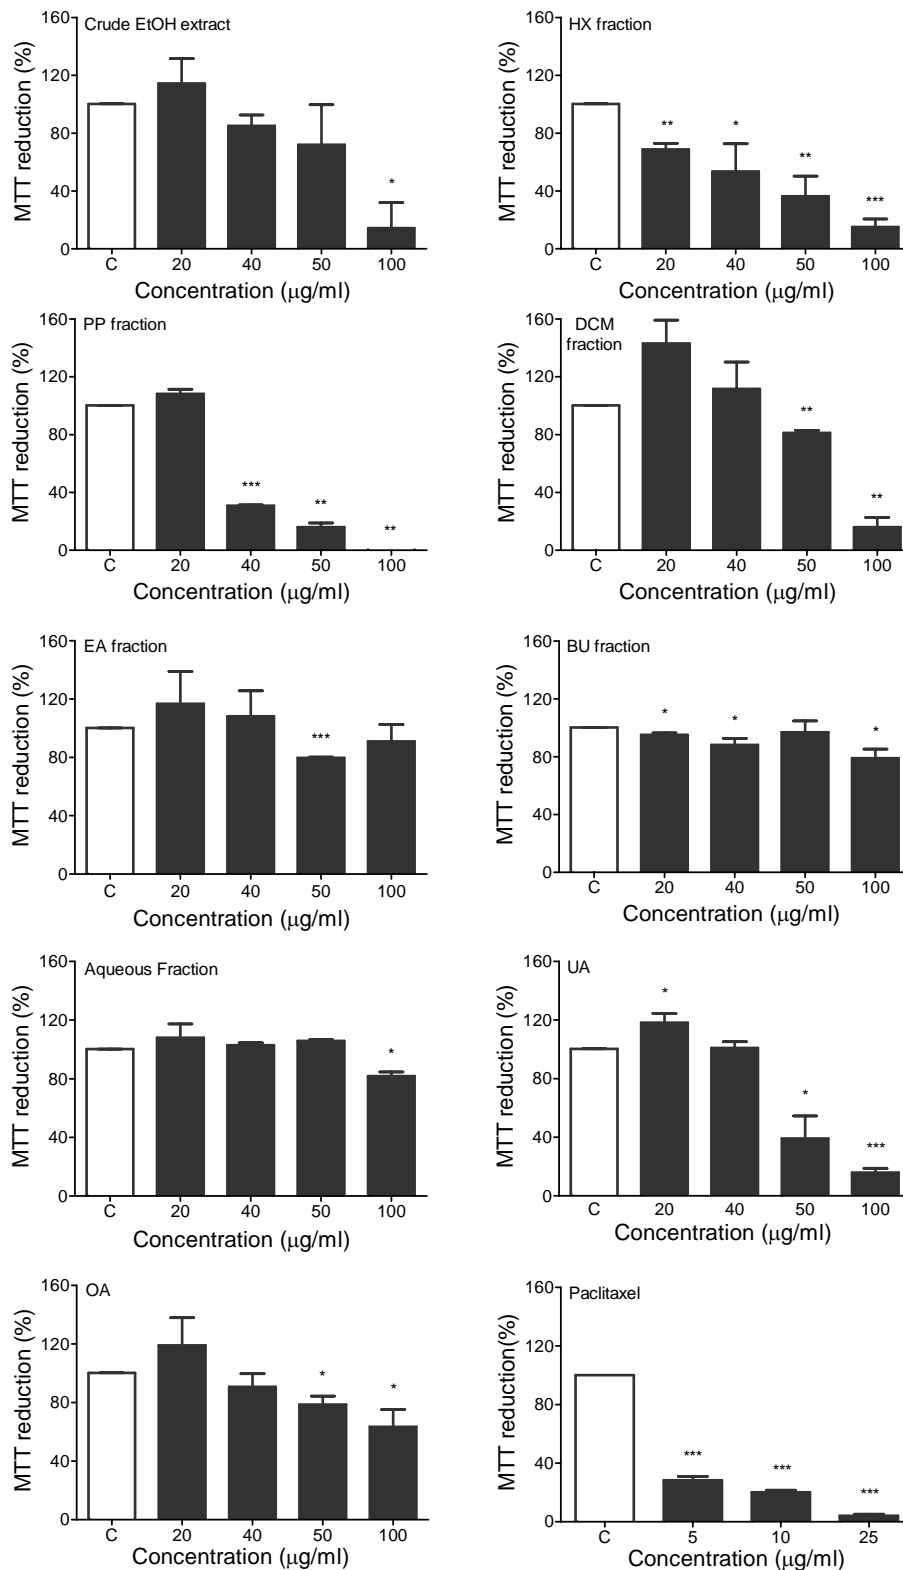 Crude EtOH extract
MTT reduction (%)
160
120
80
40
0
*
C 20 40 50 100
Concentration (μg/ml)
HX fraction
MTT reduction (%)
160
120
80
40
0
** * ** ***
C 20 40 50 100
Concentration (μg/ml)
PP fraction
MTT reduction (%)
160
120
80
40
0
*** ** **
C 20 40 50 100
Concentration (μg/ml)
DCM
fraction
MTT reduction (%)
160
120
80
40
0
** **
C 20 40 50 100
Concentration (μg/ml)
EA fraction
MTT reduction (%)
160
120
80
40
0
***
C 20 40 50 100
Concentration (μg/ml)
BU fraction
MTT reduction (%)
160
120
80
40
0
* * *
C 20 40 50 100
Concentration (μg/ml)
Aqueous Fraction
MTT reduction (%)
160
120
80
40
0
*
C 20 40 50 100
Concentration (μg/ml)
UA
MTT reduction (%)
160
120
80
40
0
* * ***
C 20 40 50 100
Concentration (μg/ml)
OA
MTT reduction (%)
160
120
80
40
0
* *
C 20 40 50 100
Concentration (μg/ml)
Paclitaxel
MTT reduction(%)
160
120
80
40
0
*** *** ***
C 5 10 25
Concentration (μg/ml)